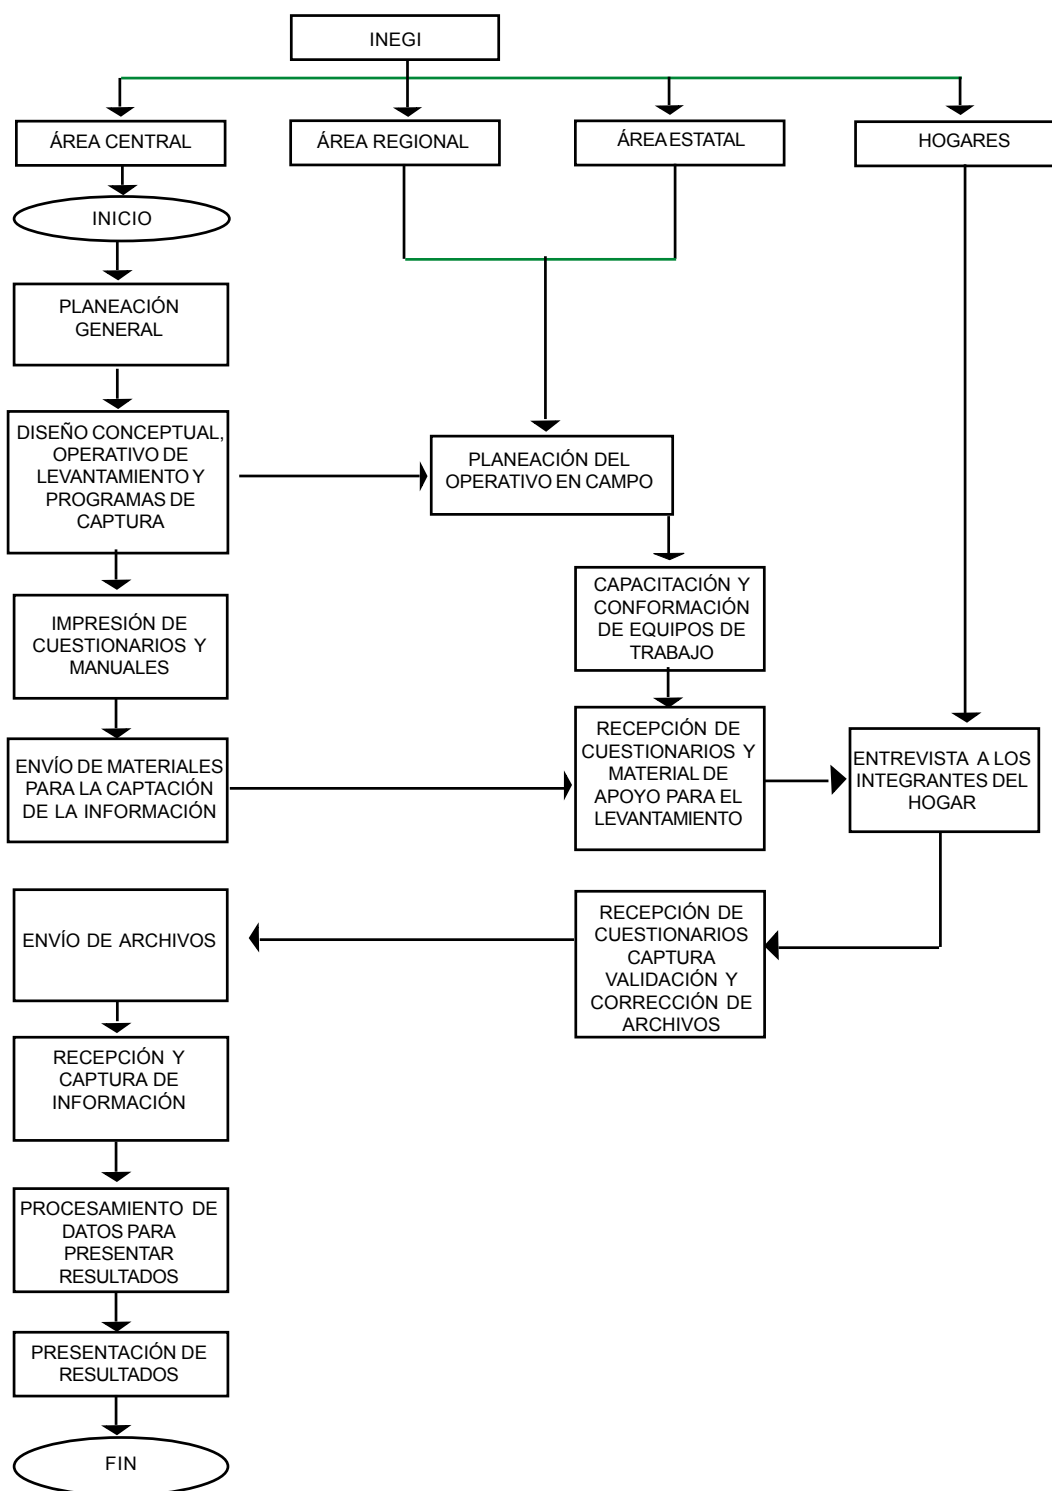 INEGI
ÁREA CENTRAL
ÁREA REGIONAL
ÁREA ESTATAL
HOGARES
INICIO
PLANEACIÓN
GENERAL
DISEÑO CONCEPTUAL,
OPERATIVO DE
LEVANTAMIENTO Y
PROGRAMAS DE
CAPTURA
PLANEACIÓN DEL
OPERATIVO EN CAMPO
IMPRESIÓN DE
CUESTIONARIOS Y
MANUALES
CAPACITACIÓN Y
CONFORMACIÓN
DE EQUIPOS DE
TRABAJO
ENVÍO DE MATERIALES
PARA LA CAPTACIÓN
DE LA INFORMACIÓN
RECEPCIÓN DE
CUESTIONARIOS Y
MATERIAL DE
APOYO PARA EL
LEVANTAMIENTO
ENTREVISTA A LOS
INTEGRANTES DEL
HOGAR
ENVÍO DE ARCHIVOS
RECEPCIÓN DE
CUESTIONARIOS
CAPTURA
VALIDACIÓN Y
CORRECCIÓN DE
ARCHIVOS
RECEPCIÓN Y
CAPTURA DE
INFORMACIÓN
PROCESAMIENTO DE
DATOS PARA
PRESENTAR
RESULTADOS
PRESENTACIÓN DE
RESULTADOS
FIN